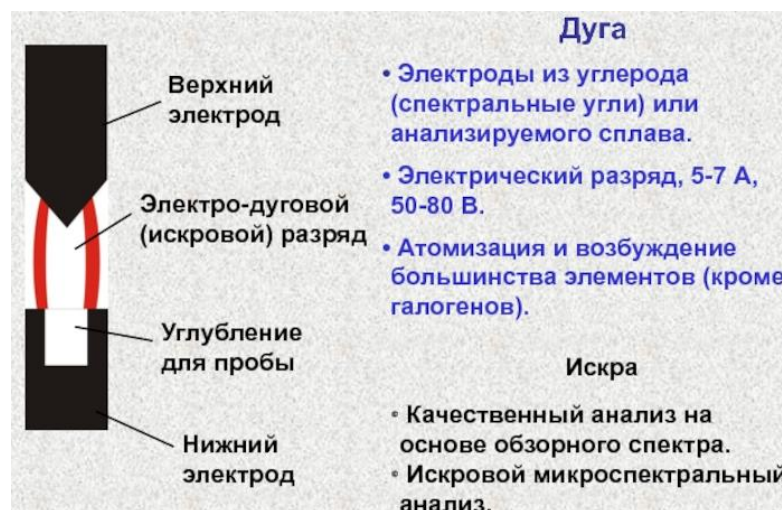 Верхний
электрод
Электро-дуговой
(искровой) разряд
Углубление
для пробы
Нижний
электрод
Дуга
• Электроды из углерода
(спектральные угли) или
анализируемого сплава.
• Электрический разряд, 5-7 А,
50-80 В.
• Атомизация и возбуждение
большинства элементов (кроме
галогенов).
Искра
• Качественный анализ на
основе обзорного спектра.
• Искровой микроспектральный
анализ.